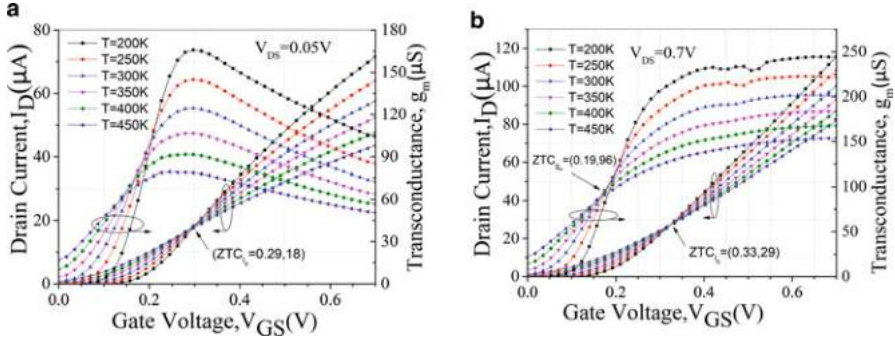 a
V_DS=0.05V
T=200K
T=250K
T=300K
T=350K
T=400K
T=450K
(ZTC_ID=0.29,18)
80
60
40
20
0
180
150
120
90
60
30
0
0.0 0.2 0.4 0.6
Drain Current,I_D(μA)
Transconductance, g_m(μS)
Gate Voltage,V_GS(V)
b
V_DS=0.7V
T=200K
T=250K
T=300K
T=350K
T=400K
T=450K
ZTC_gm=(0.19,96)
ZTC_ID=(0.33,29)
120
100
80
60
40
20
0
250
200
150
100
50
0
0.0 0.2 0.4 0.6
Drain Current,I_D(μA)
Transconductance, g_m(μS)
Gate Voltage,V_GS(V)